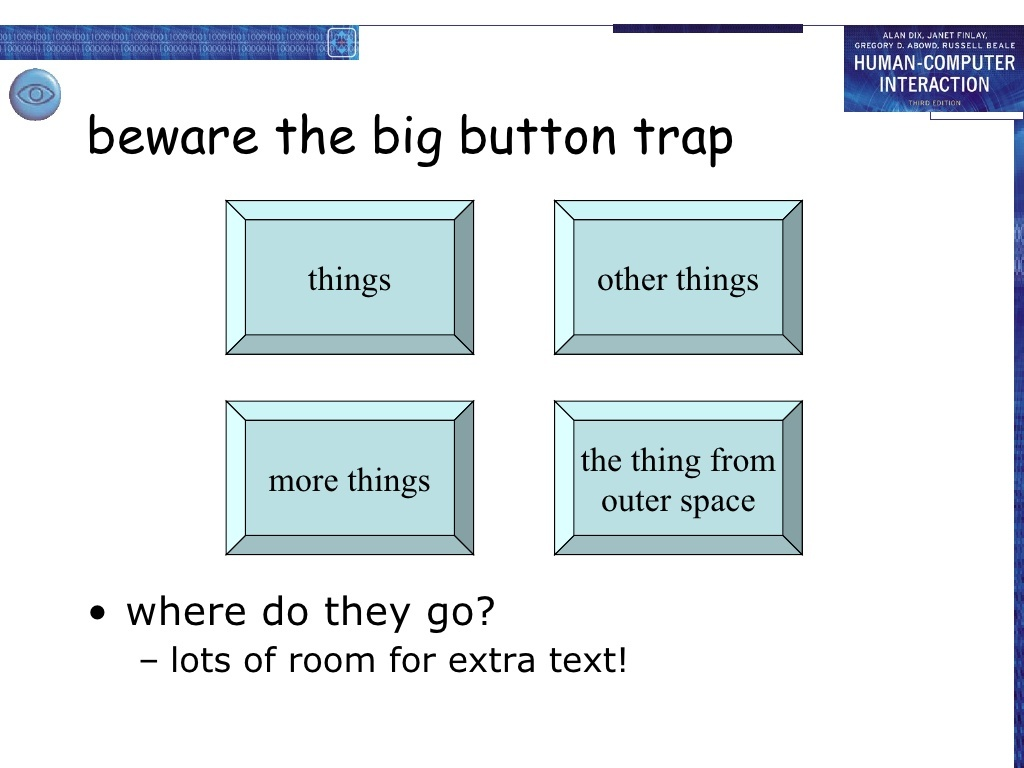 ALAN DIX, JANET FINLAY,
GREGORY D. ABOWD, RUSSELL BEALE
HUMAN-COMPUTER
INTERACTION
THIRD EDITION
beware the big button trap
things
other things
more things
the thing from
outer space
• where do they go?
– lots of room for extra text!